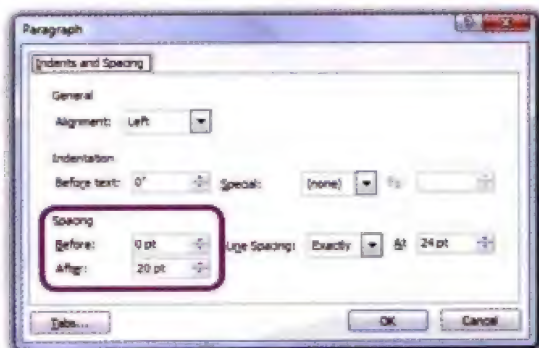 Paragraph
Indents and Spacing
General
Alignment: Left
Indentation
Before text: 0" Special: (none)
Spacing
Before: 0 pt Line Spacing: Exactly At 24 pt
After: 20 pt
Tabs... OK Cancel